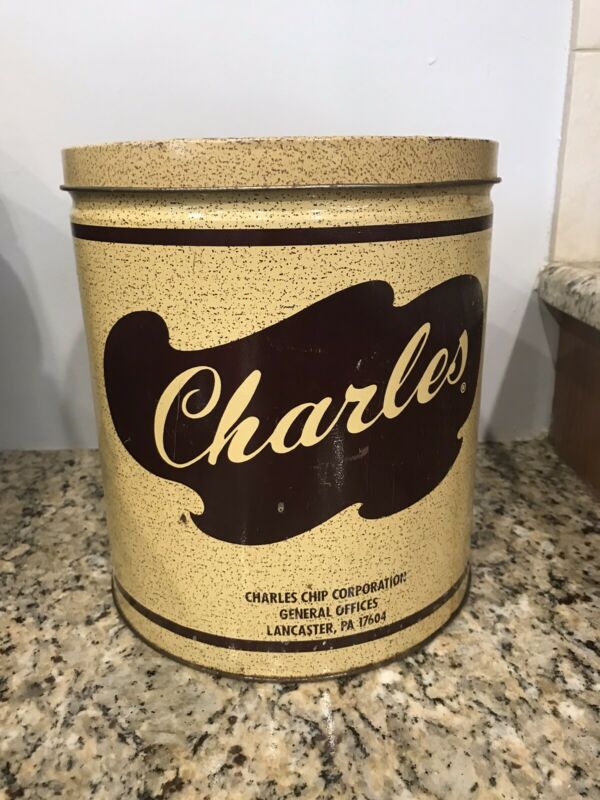 Charles®
CHARLES CHIP CORPORATION
GENERAL OFFICES
LANCASTER, PA 17604